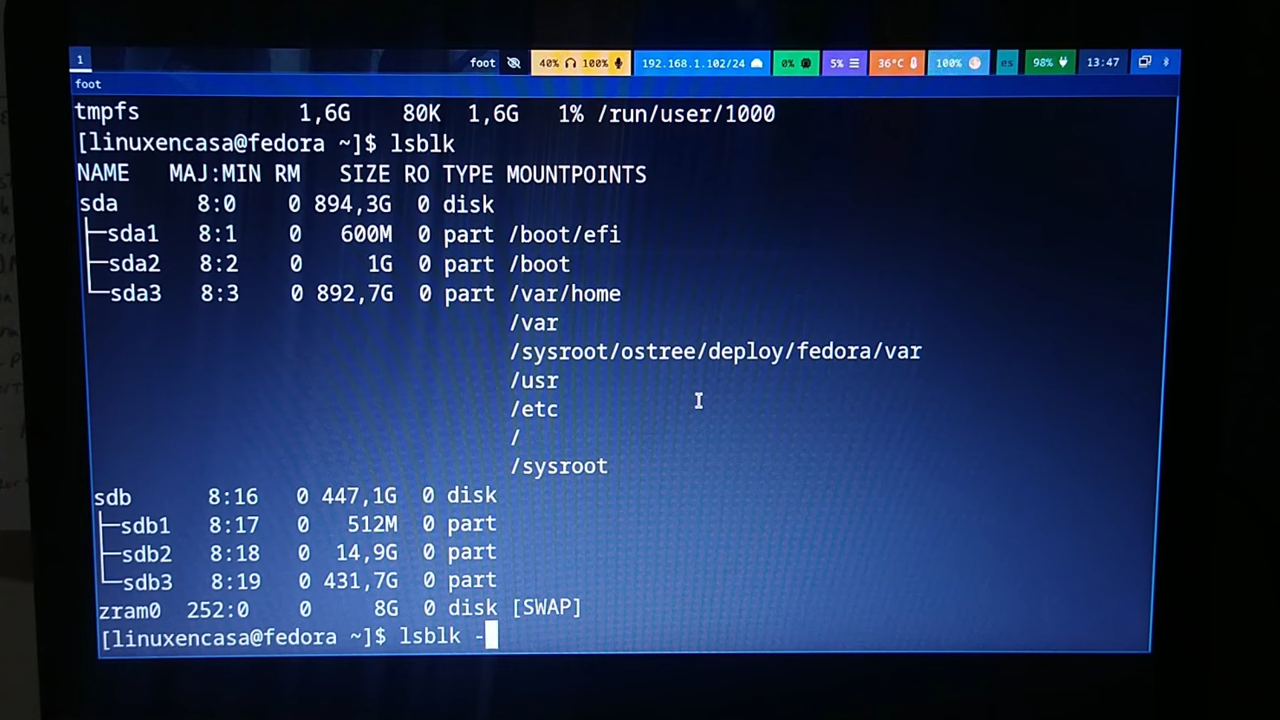 1 foot 40% 100% 192.168.1.102/24 0% 5% 36°C 100% es 98% 13:47
foot
tmpfs 1,6G 80K 1,6G 1% /run/user/1000
[linuxencasa@fedora ~]$ lsblk
NAME MAJ:MIN RM SIZE RO TYPE MOUNTPOINTS
sda 8:0 0 894,3G 0 disk
├─sda1 8:1 0 600M 0 part /boot/efi
├─sda2 8:2 0 1G 0 part /boot
└─sda3 8:3 0 892,7G 0 part /var/home
/var
/sysroot/ostree/deploy/fedora/var
/usr
/etc
/
/sysroot
sdb 8:16 0 447,1G 0 disk
├─sdb1 8:17 0 512M 0 part
├─sdb2 8:18 0 14,9G 0 part
└─sdb3 8:19 0 431,7G 0 part
zram0 252:0 0 8G 0 disk [SWAP]
[linuxencasa@fedora ~]$ lsblk -